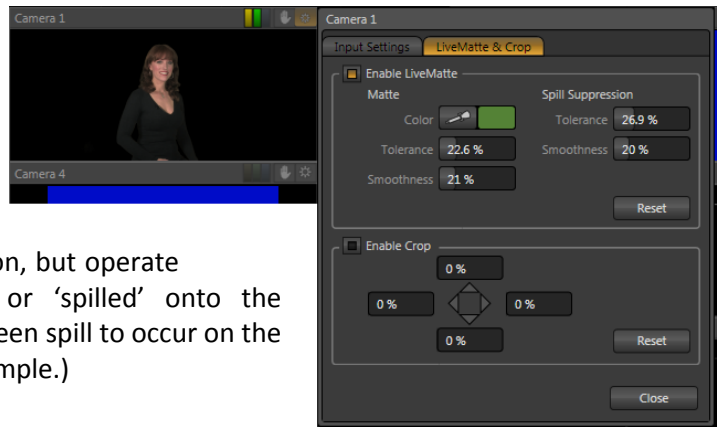 Camera 1
Camera 4
on, but operate
or ‘spilled’ onto the
een spill to occur on the
mple.)
Camera 1
Input Settings LiveMatte & Crop
Enable LiveMatte
Matte Spill Suppression
Color Tolerance 26.9 %
Tolerance 22.6 % Smoothness 20 %
Smoothness 21 %
Reset
Enable Crop
0 %
0 % 0 %
0 % Reset
Close